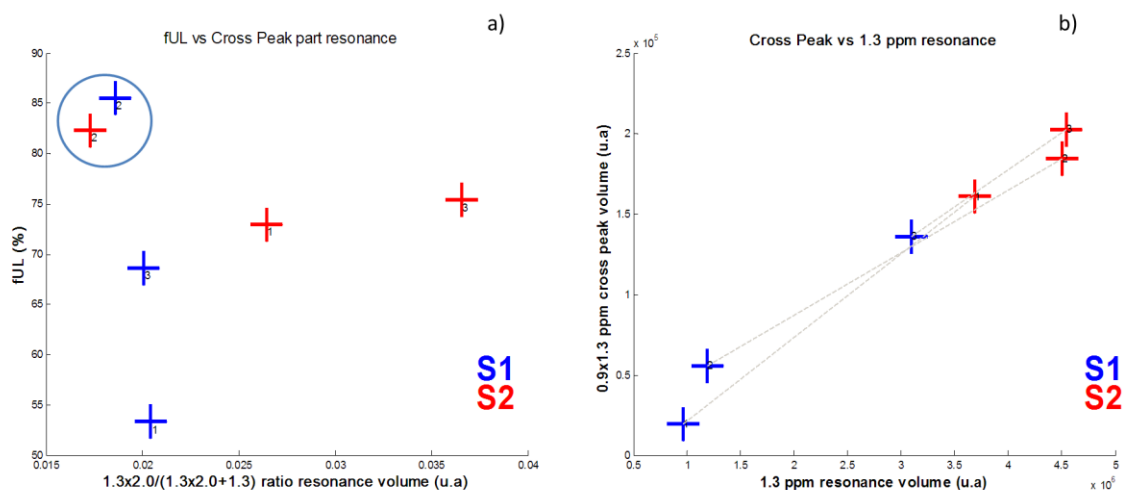 a)
fUL vs Cross Peak part resonance
90
85
80
75
70
65
60
55
50
fUL (%)
2
2
3
1
3
1
S1
S2
0.015
0.02
0.025
0.03
0.035
0.04
1.3x2.0/(1.3x2.0+1.3) ratio resonance volume (u.a)
b)
Cross Peak vs 1.3 ppm resonance
x 10⁵
2.5
2
1.5
1
0.5
0
0.9x1.3 ppm cross peak volume (u.a)
S1
S2
0.5
1
1.5
2
2.5
3
3.5
4
4.5
5
1.3 ppm resonance volume (u.a)
x 10⁶